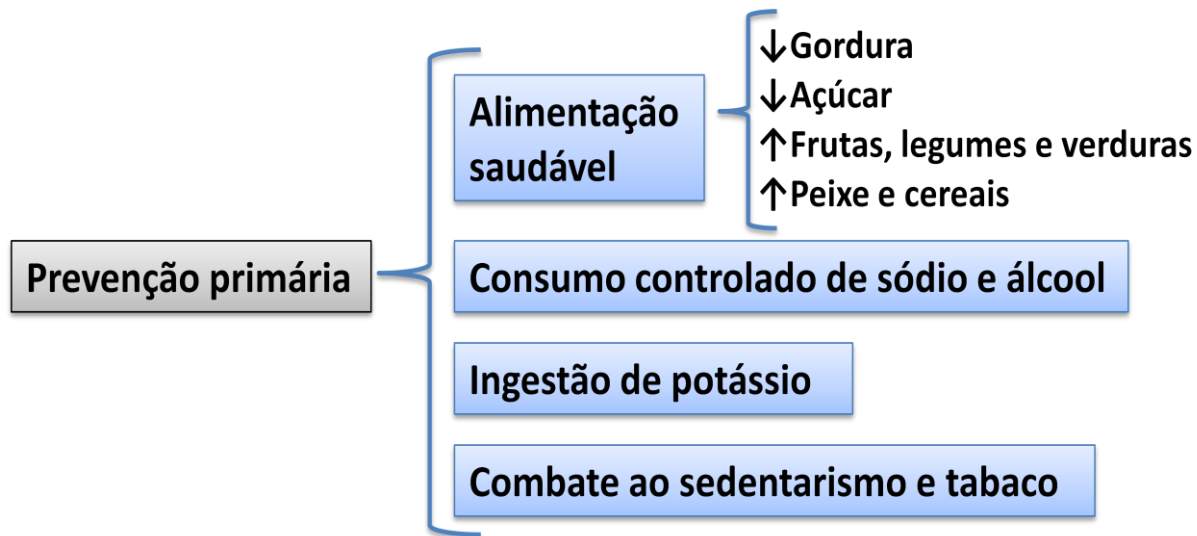 Prevenção primária
Alimentação
saudável
↓Gordura
↓Açúcar
↑Frutas, legumes e verduras
↑Peixe e cereais
Consumo controlado de sódio e álcool
Ingestão de potássio
Combate ao sedentarismo e tabaco